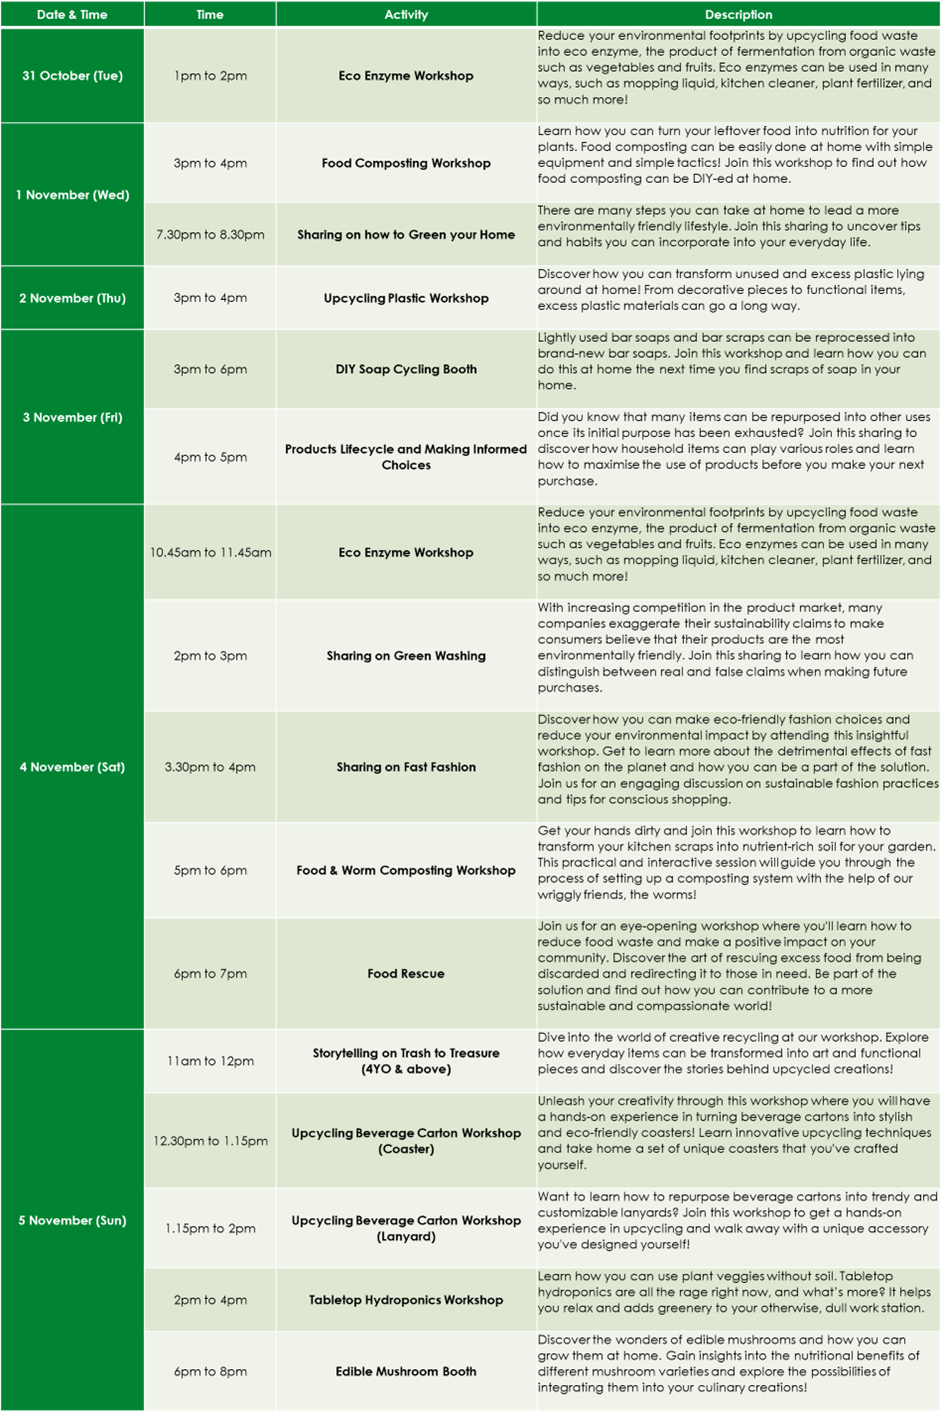 Date & Time Time Activity Description
31 October (Tue)
1pm to 2pm
Eco Enzyme Workshop
Reduce your environmental footprints by upcycling food waste
into eco enzyme, the product of fermentation from organic waste
such as vegetables and fruits. Eco enzymes can be used in many
ways, such as mopping liquid, kitchen cleaner, plant fertilizer, and
so much more!
1 November (Wed)
3pm to 4pm
Food Composting Workshop
Learn how you can turn your leftover food into nutrition for your
plants. Food composting can be easily done at home with simple
equipment and simple tactics! Join this workshop to find out how
food composting can be DIY-ed at home.
7.30pm to 8.30pm
Sharing on how to Green your Home
There are many steps you can take at home to lead a more
environmentally friendly lifestyle. Join this sharing to uncover tips
and habits you can incorporate into your everyday life.
2 November (Thu)
3pm to 4pm
Upcycling Plastic Workshop
Discover how you can transform unused and excess plastic lying
around at home! From decorative pieces to functional items,
excess plastic materials can go a long way.
3 November (Fri)
3pm to 6pm
DIY Soap Cycling Booth
Lightly used bar soaps and bar scraps can be reprocessed into
brand-new bar soaps. Join this workshop and learn how you can
do this at home the next time you find scraps of soap in your
home.
4pm to 5pm
Products Lifecycle and Making Informed
Choices
Did you know that many items can be repurposed into other uses
once its initial purpose has been exhausted? Join this sharing to
discover how household items can play various roles and learn
how to maximise the use of products before you make your next
purchase.
4 November (Sat)
10.45am to 11.45am
Eco Enzyme Workshop
Reduce your environmental footprints by upcycling food waste
into eco enzyme, the product of fermentation from organic waste
such as vegetables and fruits. Eco enzymes can be used in many
ways, such as mopping liquid, kitchen cleaner, plant fertilizer, and
so much more!
2pm to 3pm
Sharing on Green Washing
With increasing competition in the product market, many
companies exaggerate their sustainability claims to make
consumers believe that their products are the most
environmentally friendly. Join this sharing to learn how you can
distinguish between real and false claims when making future
purchases.
3.30pm to 4pm
Sharing on Fast Fashion
Discover how you can make eco-friendly fashion choices and
reduce your environmental impact by attending this insightful
workshop. Get to learn more about the detrimental effects of fast
fashion on the planet and how you can be a part of the solution.
Join us for an engaging discussion on sustainable fashion practices
and tips for conscious shopping.
5pm to 6pm
Food & Worm Composting Workshop
Get your hands dirty and join this workshop to learn how to
transform your kitchen scraps into nutrient-rich soil for your garden.
This practical and interactive session will guide you through the
process of setting up a composting system with the help of our
wriggly friends, the worms!
6pm to 7pm
Food Rescue
Join us for an eye-opening workshop where you'll learn how to
reduce food waste and make a positive impact on your
community. Discover the art of rescuing excess food from being
discarded and redirecting it to those in need. Be part of the
solution and find out how you can contribute to a more
sustainable and compassionate world!
5 November (Sun)
11am to 12pm
Storytelling on Trash to Treasure
(4YO & above)
Dive into the world of creative recycling at our workshop. Explore
how everyday items can be transformed into art and functional
pieces and discover the stories behind upcycled creations!
12.30pm to 1.15pm
Upcycling Beverage Carton Workshop
(Coaster)
Unleash your creativity through this workshop where you will have
a hands-on experience in turning beverage cartons into stylish
and eco-friendly coasters! Learn innovative upcycling techniques
and take home a set of unique coasters that you've crafted
yourself.
1.15pm to 2pm
Upcycling Beverage Carton Workshop
(Lanyard)
Want to learn how to repurpose beverage cartons into trendy and
customizable lanyards? Join this workshop to get a hands-on
experience in upcycling and walk away with a unique accessory
you've designed yourself!
2pm to 4pm
Tabletop Hydroponics Workshop
Learn how you can use plant veggies without soil. Tabletop
hydroponics are all the rage right now, and what's more? It helps
you relax and adds greenery to your otherwise, dull work station.
6pm to 8pm
Edible Mushroom Booth
Discover the wonders of edible mushrooms and how you can
grow them at home. Gain insights into the nutritional benefits of
different mushroom varieties and explore the possibilities of
integrating them into your culinary creations!